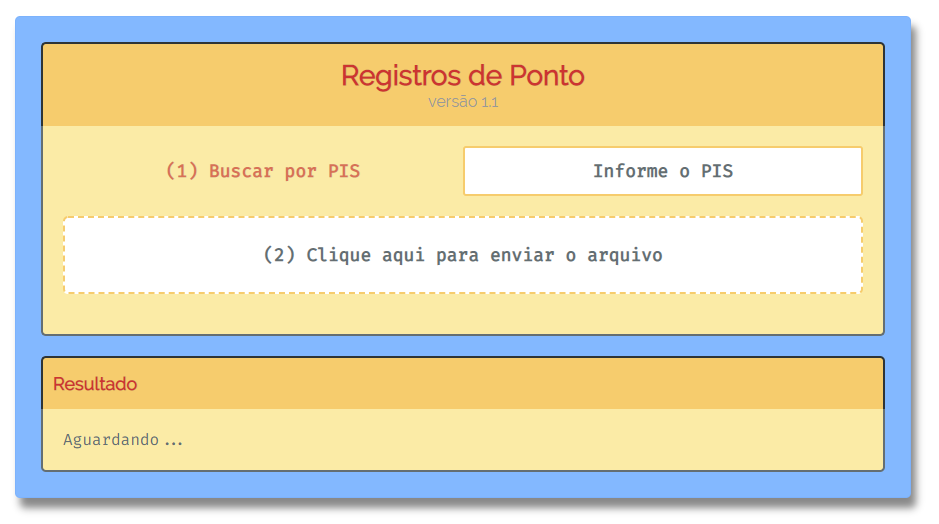 Registros de Ponto
versão 1.1
(1) Buscar por PIS
Informe o PIS
(2) Clique aqui para enviar o arquivo
Resultado
Aguardando...